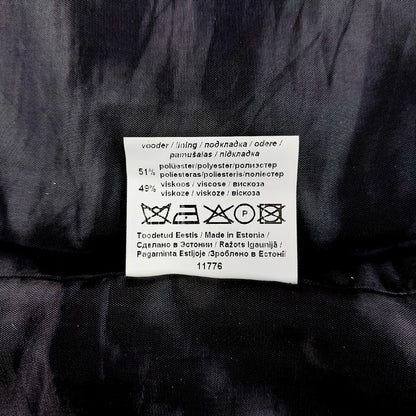 vooder / lining / подкладка / odere /
pamušalas / підкладка
51% polüester/polyester/полиэстер
poliesteras/poliesteris/поліестер
49% viskoos / viscose / вискоза
viskozė / viskoze / віскоза
P
Toodetud Eestis / Made in Estonia /
Сделано в Эстонии / Ražots Igaunijā /
Pagaminta Estijoje /Зроблено в Естонії
11776